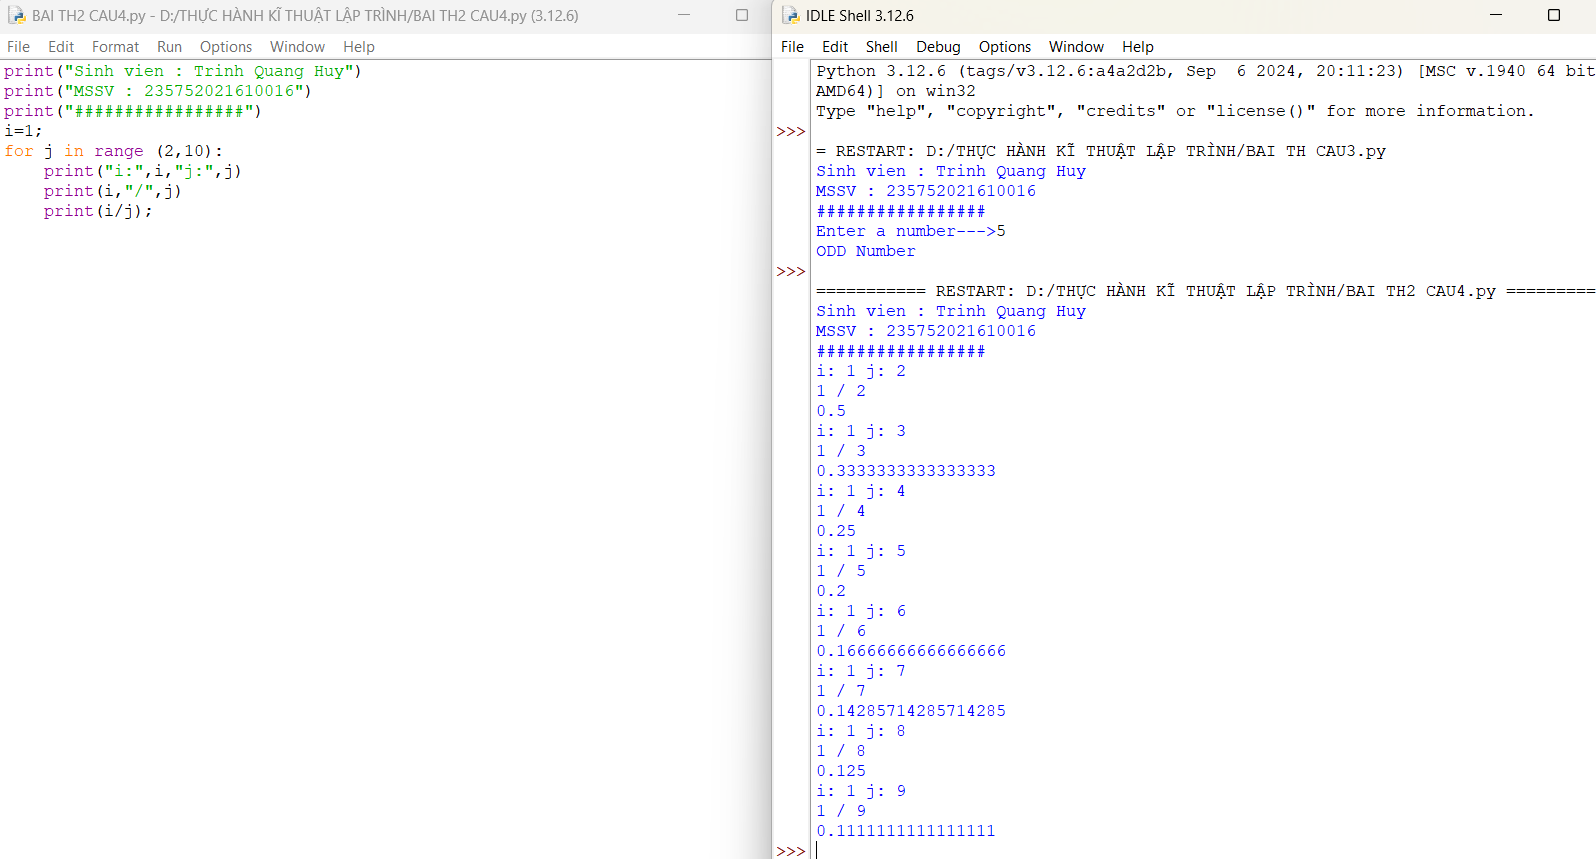 BAI TH2 CAU4.py - D:/THỰC HÀNH KĨ THUẬT LẬP TRÌNH/BAI TH2 CAU4.py (3.12.6)
File Edit Format Run Options Window Help
print("Sinh vien : Trinh Quang Huy")
print("MSSV : 235752021610016")
print("#################")
i=1;
for j in range (2,10):
    print("i:",i,"j:",j)
    print(i,"/",j)
    print(i/j);
IDLE Shell 3.12.6
File Edit Shell Debug Options Window Help
Python 3.12.6 (tags/v3.12.6:a4a2d2b, Sep  6 2024, 20:11:23) [MSC v.1940 64 bit
AMD64)] on win32
Type "help", "copyright", "credits" or "license()" for more information.
>>>
= RESTART: D:/THỰC HÀNH KĨ THUẬT LẬP TRÌNH/BAI TH CAU3.py
Sinh vien : Trinh Quang Huy
MSSV : 235752021610016
#################
Enter a number--->5
ODD Number
>>>
=========== RESTART: D:/THỰC HÀNH KĨ THUẬT LẬP TRÌNH/BAI TH2 CAU4.py =========
Sinh vien : Trinh Quang Huy
MSSV : 235752021610016
#################
i: 1 j: 2
1 / 2
0.5
i: 1 j: 3
1 / 3
0.3333333333333333
i: 1 j: 4
1 / 4
0.25
i: 1 j: 5
1 / 5
0.2
i: 1 j: 6
1 / 6
0.16666666666666666
i: 1 j: 7
1 / 7
0.14285714285714285
i: 1 j: 8
1 / 8
0.125
i: 1 j: 9
1 / 9
0.1111111111111111
>>>